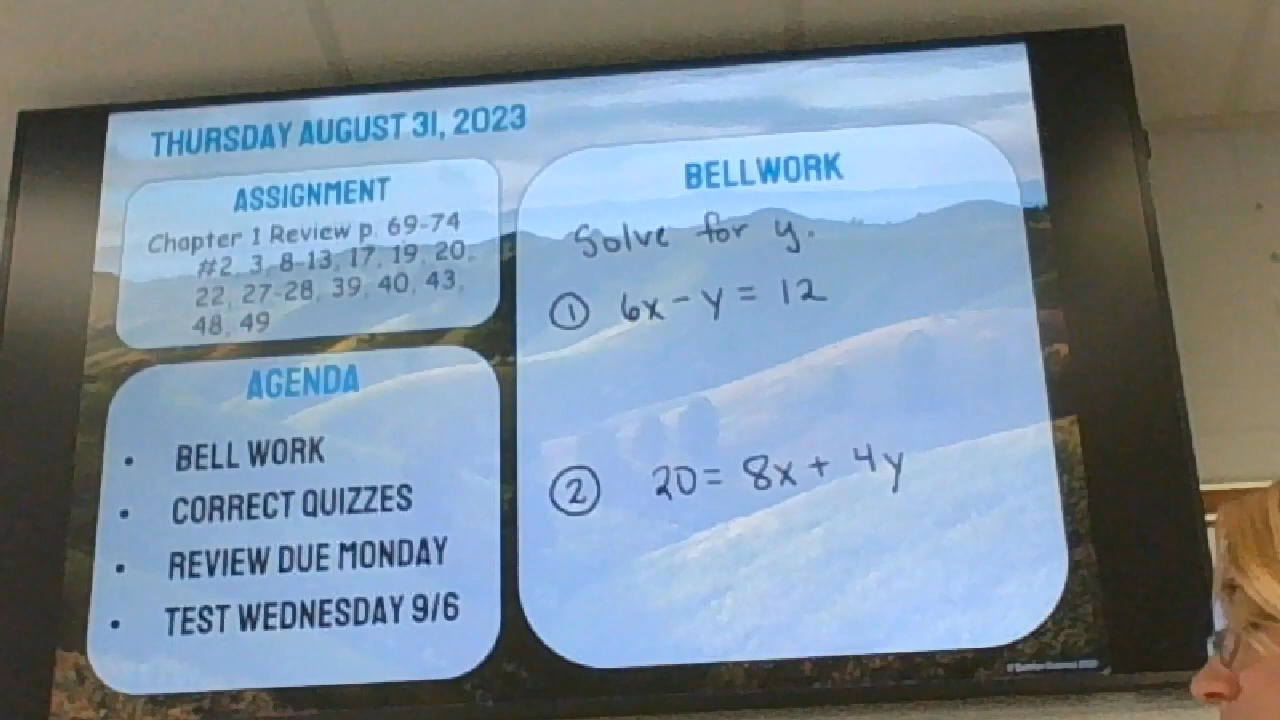 THURSDAY AUGUST 31, 2023
ASSIGNMENT
Chapter 1 Review p. 69-74
#2, 3, 8-13, 17, 19, 20,
22, 27-28, 39, 40, 43,
48, 49
AGENDA
• BELL WORK
• CORRECT QUIZZES
• REVIEW DUE MONDAY
• TEST WEDNESDAY 9/6
BELLWORK
Solve for y.
① 6x - y = 12
② 20 = 8x + 4y